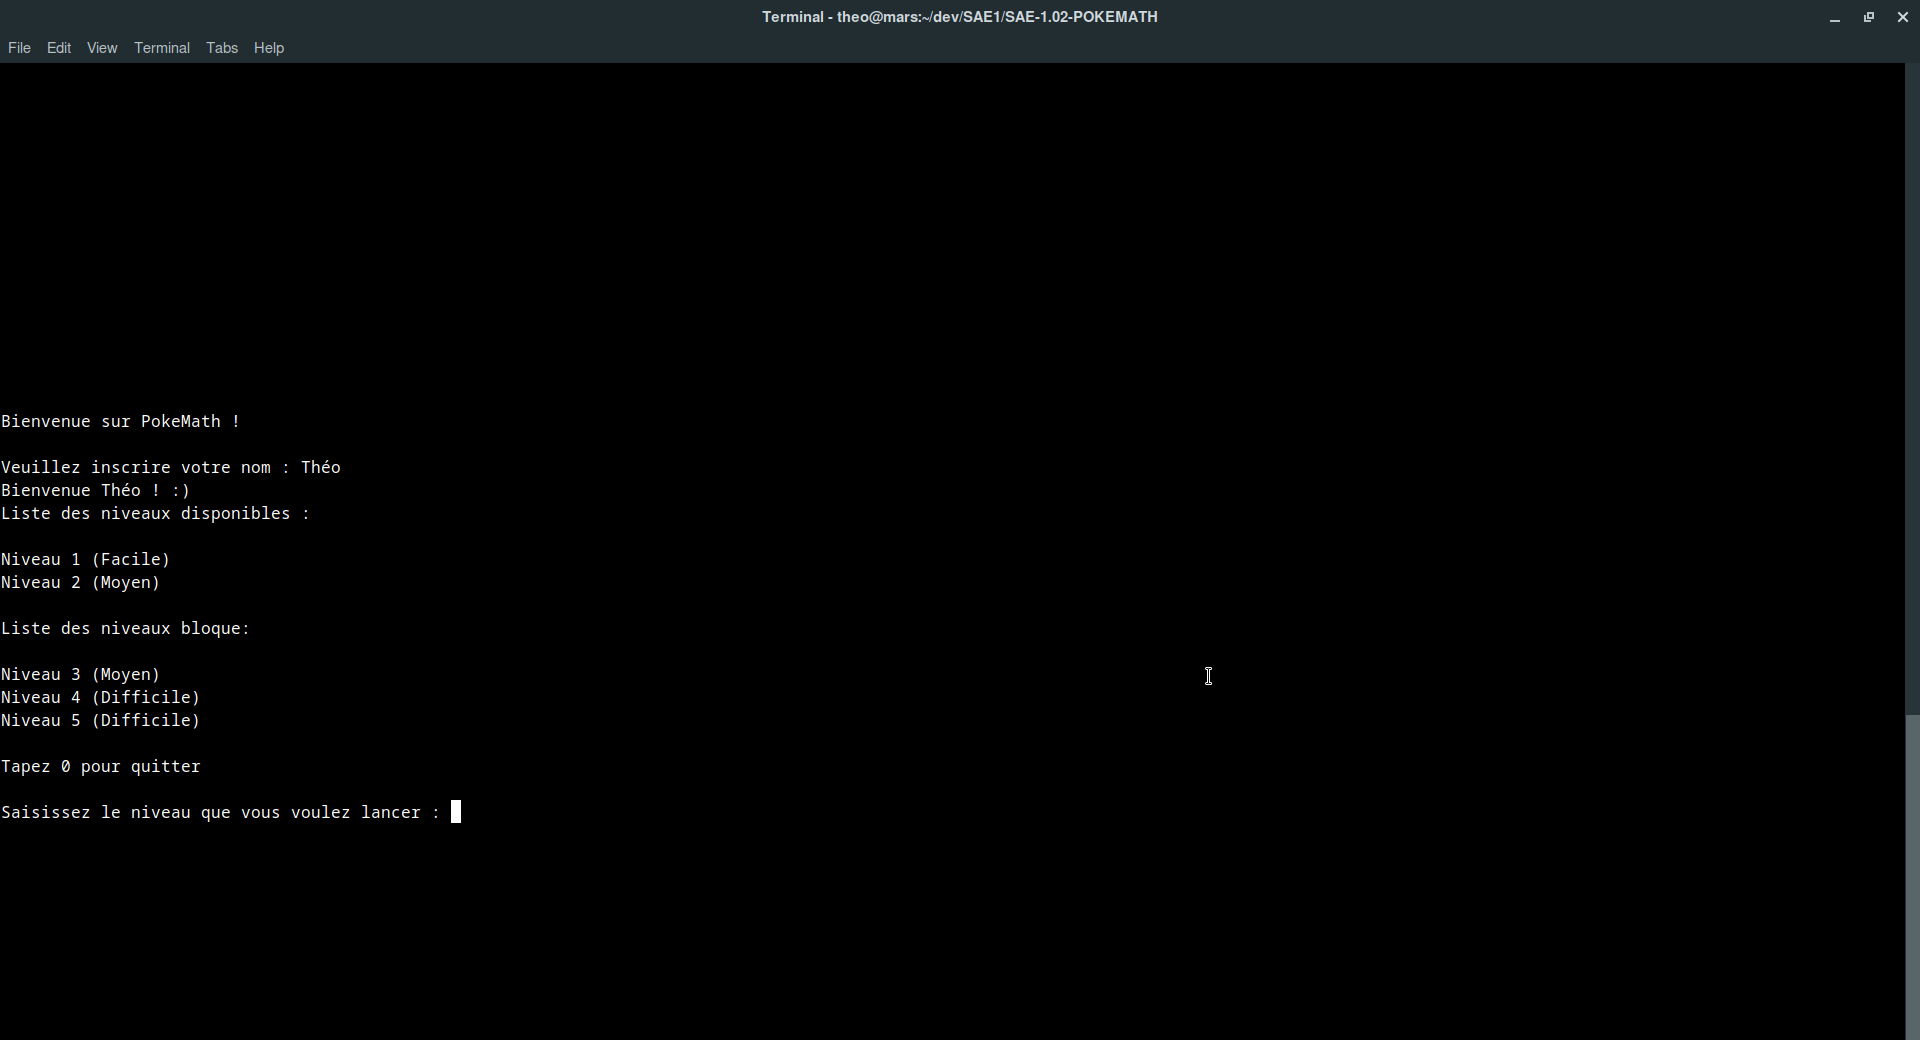 Terminal - theo@mars:~/dev/SAE1/SAE-1.02-POKEMATH
File Edit View Terminal Tabs Help
Bienvenue sur PokeMath !
Veuillez inscrire votre nom : Théo
Bienvenue Théo ! :)
Liste des niveaux disponibles :
Niveau 1 (Facile)
Niveau 2 (Moyen)
Liste des niveaux bloque:
Niveau 3 (Moyen)
Niveau 4 (Difficile)
Niveau 5 (Difficile)
Tapez 0 pour quitter
Saisissez le niveau que vous voulez lancer :